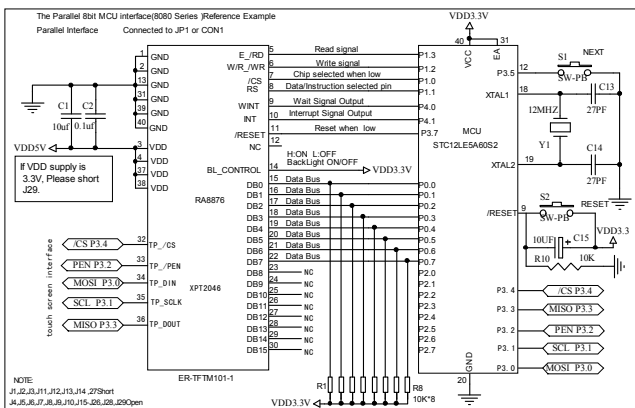 The Parallel 8bit MCU interface(8080 Series )Reference Example
Parallel Interface Connected to JP1 or CON1
VDD3.3V
1 GND
2 GND
13 GND
31 GND
39 GND
40 GND
C1 10uf
C2 0.1uf
VDD5V
3 VDD
4 VDD
37 VDD
38 VDD
If VDD supply is
3.3V, Please short
J29.
RA8876
XPT2046
ER-TFTM101-1
touch screen interface
/CS P3.4 32 TP_/CS
PEN P3.2 33 TP_/PEN
MOSI P3.0 34 TP_DIN
SCL P3.1 35 TP_SCLK
MISO P3.3 36 TP_DOUT
E_/RD 5 Read signal P1.3
W/R_/WR 6 Write signal P1.2
/CS 7 Chip selected when low P1.0
RS 8 Data/Instruction selected pin P1.1
WINT 9 Wait Signal Output P4.0
INT 10 Interrupt Signal Output P4.1
/RESET 11 Reset when low P3.7
NC 12
H:ON L:OFF
BL_CONTROL 14 BackLight ON/OFF VDD3.3V
DB0 15 Data Bus P0.0
DB1 16 Data Bus P0.1
DB2 17 Data Bus P0.2
DB3 18 Data Bus P0.3
DB4 19 Data Bus P0.4
DB5 20 Data Bus P0.5
DB6 21 Data Bus P0.6
DB7 22 Data Bus P0.7
DB8 23 NC P2.0
DB9 24 NC P2.1
DB10 25 NC P2.2
DB11 26 NC P2.3
DB12 27 NC P2.4
DB13 28 NC P2.5
DB14 29 NC P2.6
DB15 30 NC P2.7
R1 R8
10K*8
VDD3.3V
40 VCC
31 EA
MCU
STC12LE5A60S2
GND
20
P3.5 12 S1 NEXT
SW-PB
XTAL1 18 C13
27PF
12MHZ
Y1
XTAL2 19 C14
27PF
S2 RESET
/RESET 9 SW-PB
VDD3.3
10UF + C15
R10 10K
P3.4 /CS P3.4
P3.3 MISO P3.3
P3.2 PEN P3.2
P3.1 SCL P3.1
P3.0 MOSI P3.0
NOTE:
J1,J2,J3,J11,J12,J13,J14 ,27Short
J4,J5,J6,J7,J8,J9,J10,J15-J26,J28,J29Open